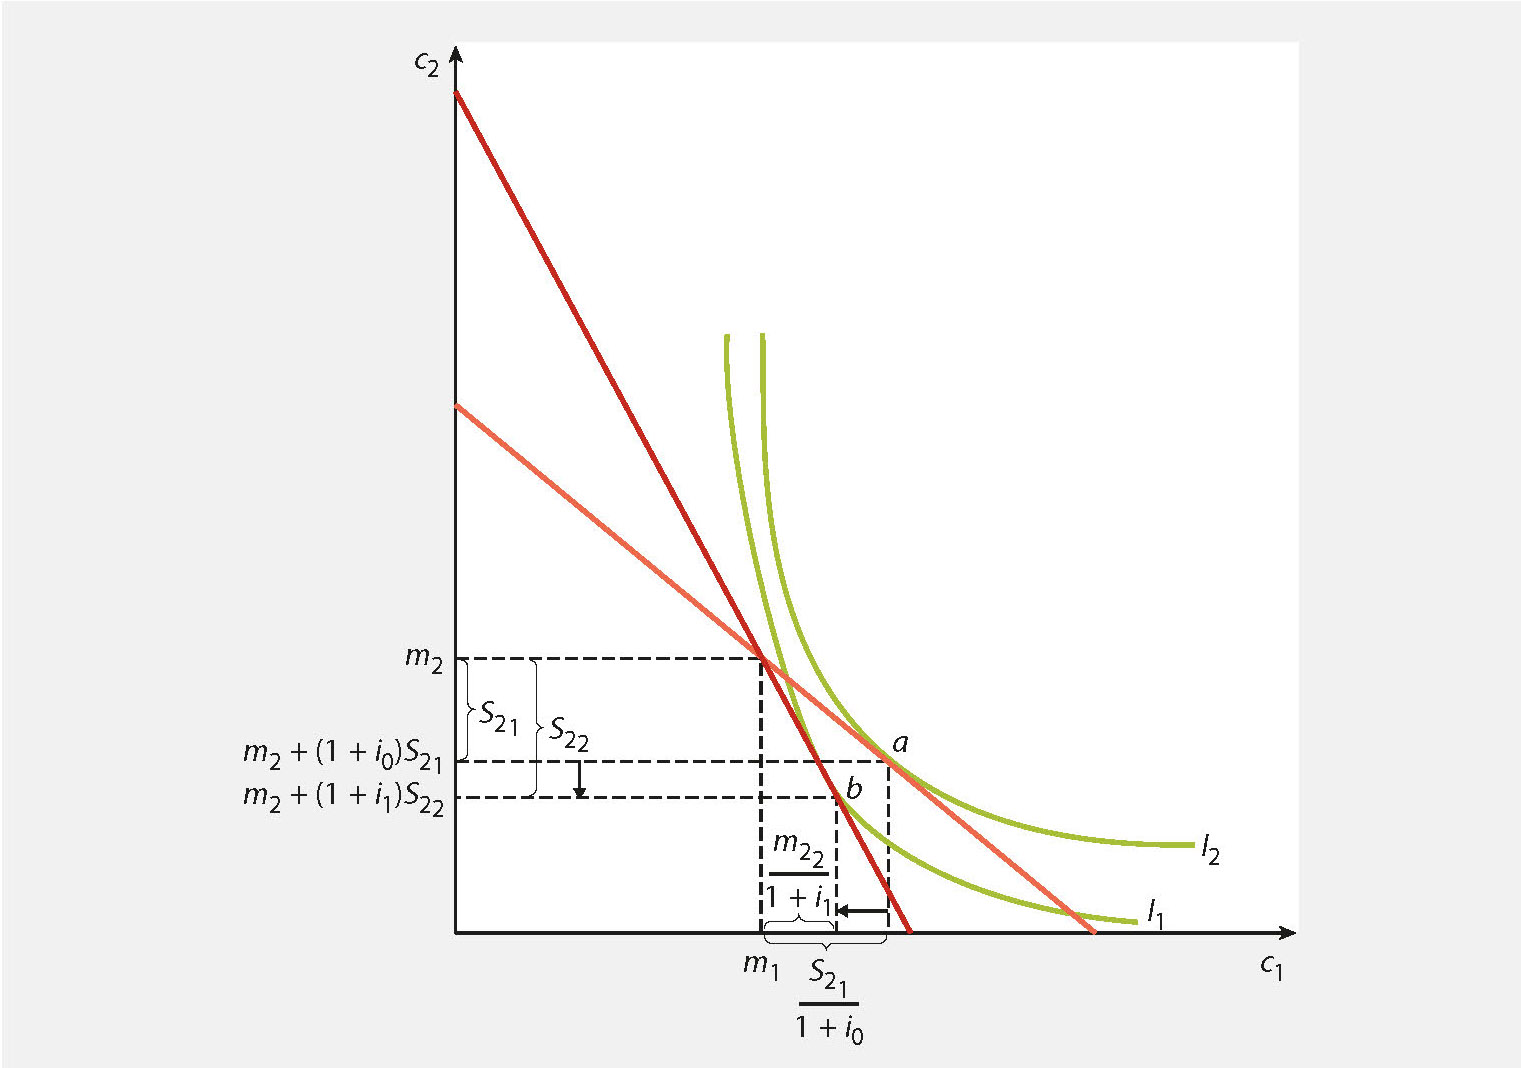 c₂
m₂
S₂₁
S₂₂
m₂ + (1 + i₀)S₂₁
m₂ + (1 + i₁)S₂₂
a
b
m₂₂
1 + i₁
I₂
I₁
m₁
S₂₁
1 + i₀
c₁